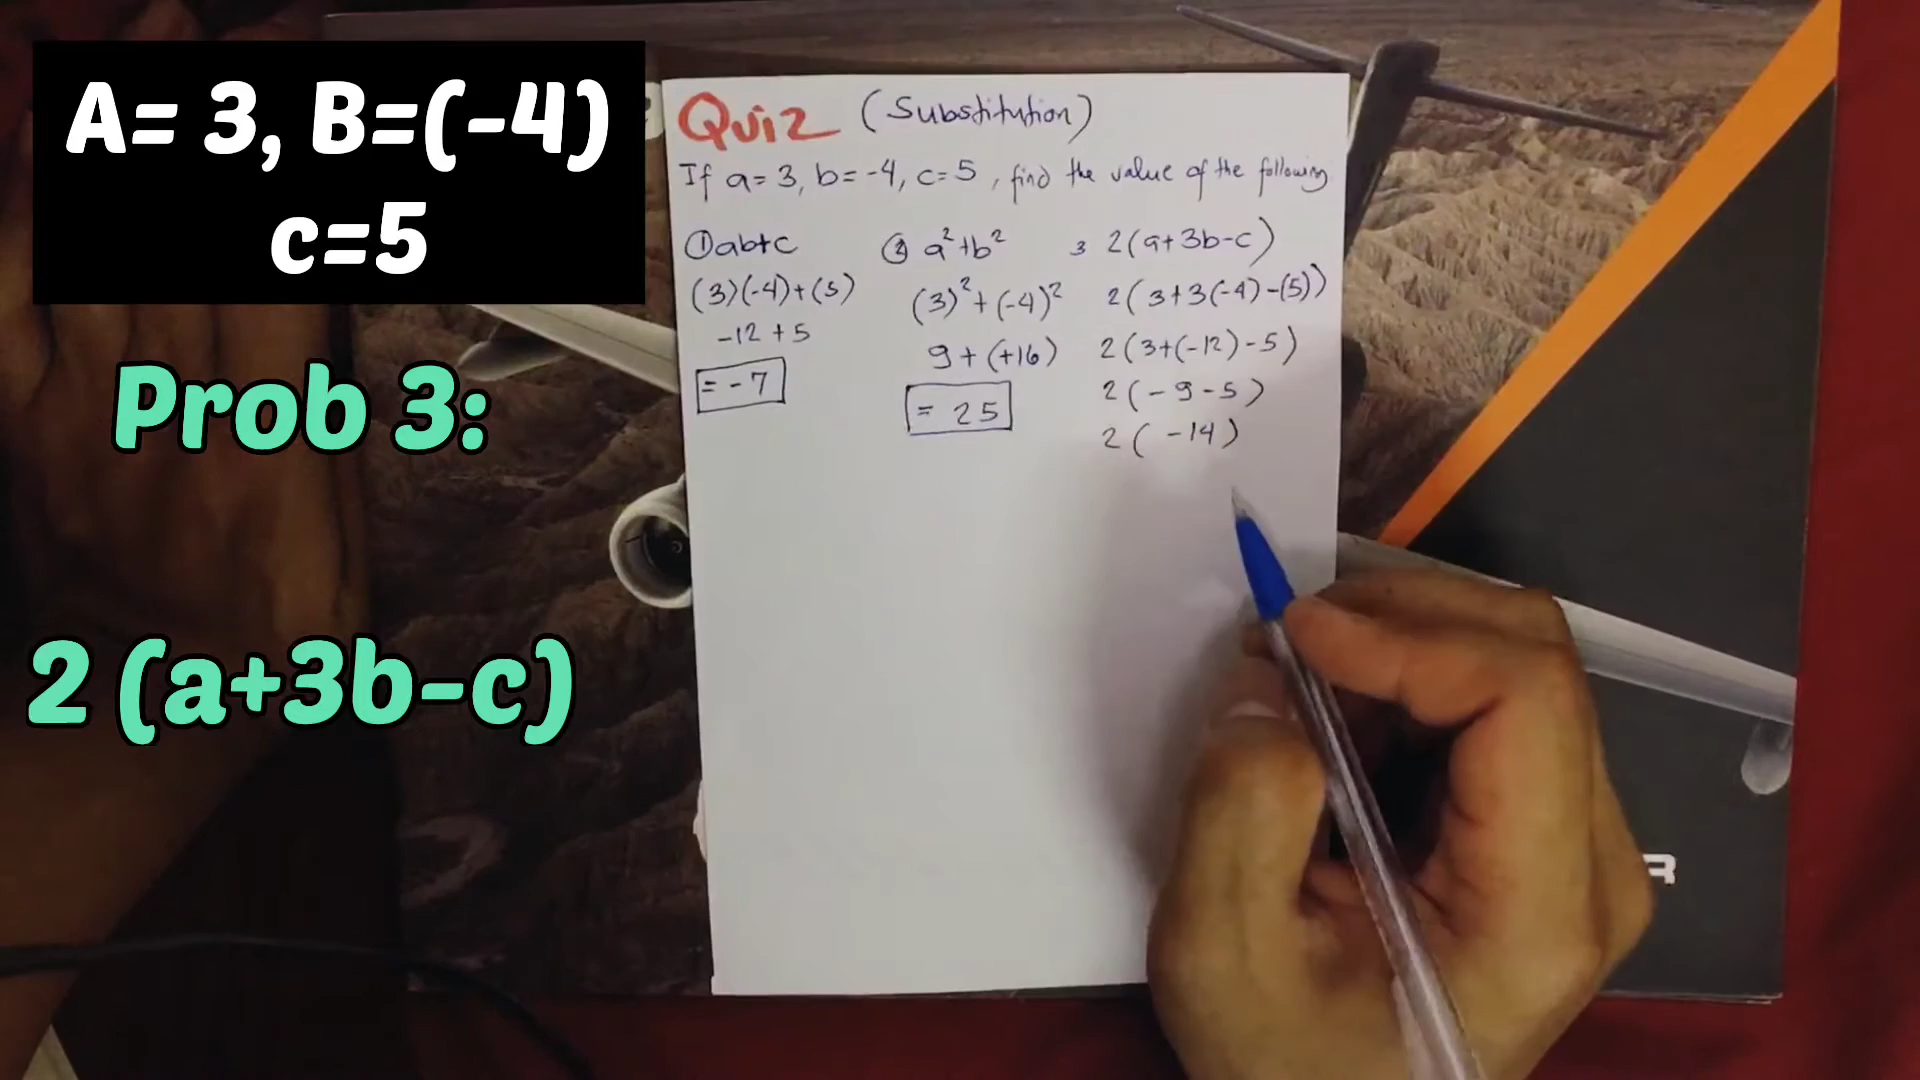 A= 3, B=(-4)
c=5
Prob 3:
2 (a+3b-c)
Quiz (Substitution)
If a=3, b=-4, c=5, find the value of the following
① ab+c
(3)(-4)+(5)
-12 +5
= -7
② a²+b²
(3)²+(-4)²
9+(+16)
= 25
3 2(a+3b-c)
2(3+3(-4)-(5))
2(3+(-12)-5)
2(-9-5)
2(-14)
R